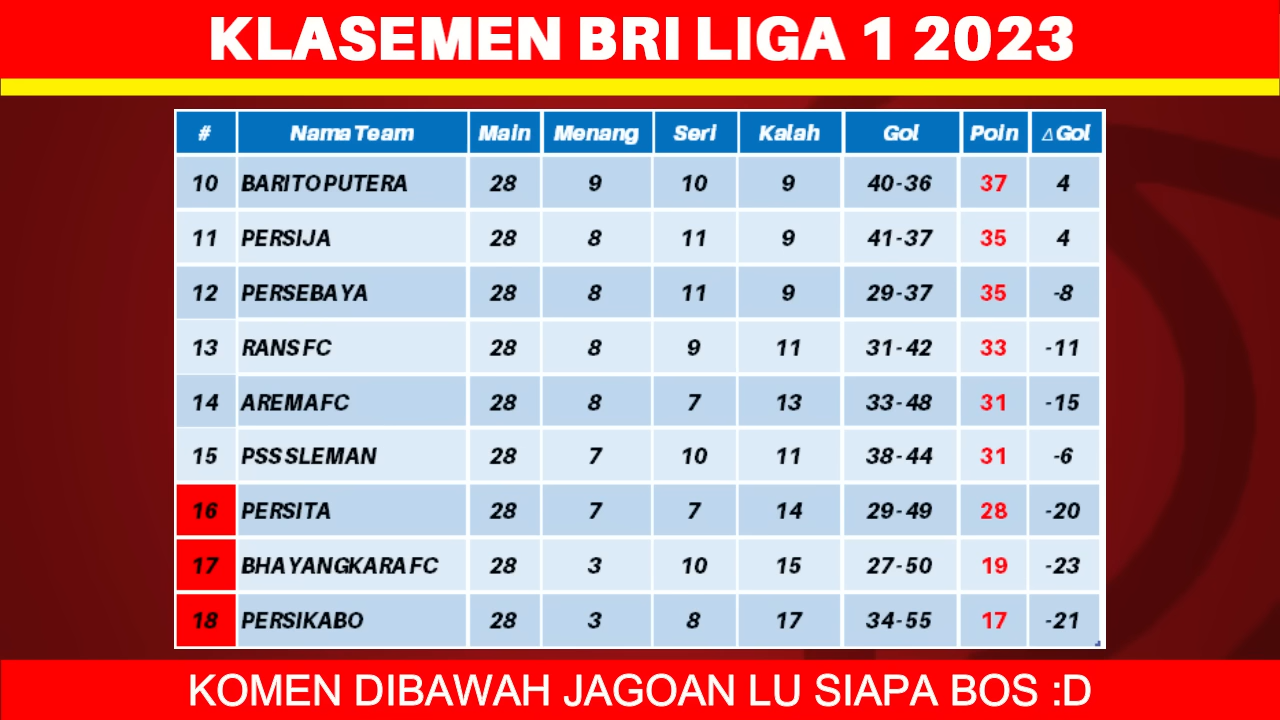 KLASEMEN BRI LIGA 1 2023
# Nama Team Main Menang Seri Kalah Gol Poin Δ Gol
10 BARITO PUTERA 28 9 10 9 40-36 37 4
11 PERSIJA 28 8 11 9 41-37 35 4
12 PERSEBAYA 28 8 11 9 29-37 35 -8
13 RANS FC 28 8 9 11 31-42 33 -11
14 AREMA FC 28 8 7 13 33-48 31 -15
15 PSS SLEMAN 28 7 10 11 38-44 31 -6
16 PERSITA 28 7 7 14 29-49 28 -20
17 BHAYANGKARA FC 28 3 10 15 27-50 19 -23
18 PERSIKABO 28 3 8 17 34-55 17 -21
KOMEN DIBAWAH JAGOAN LU SIAPA BOS :D